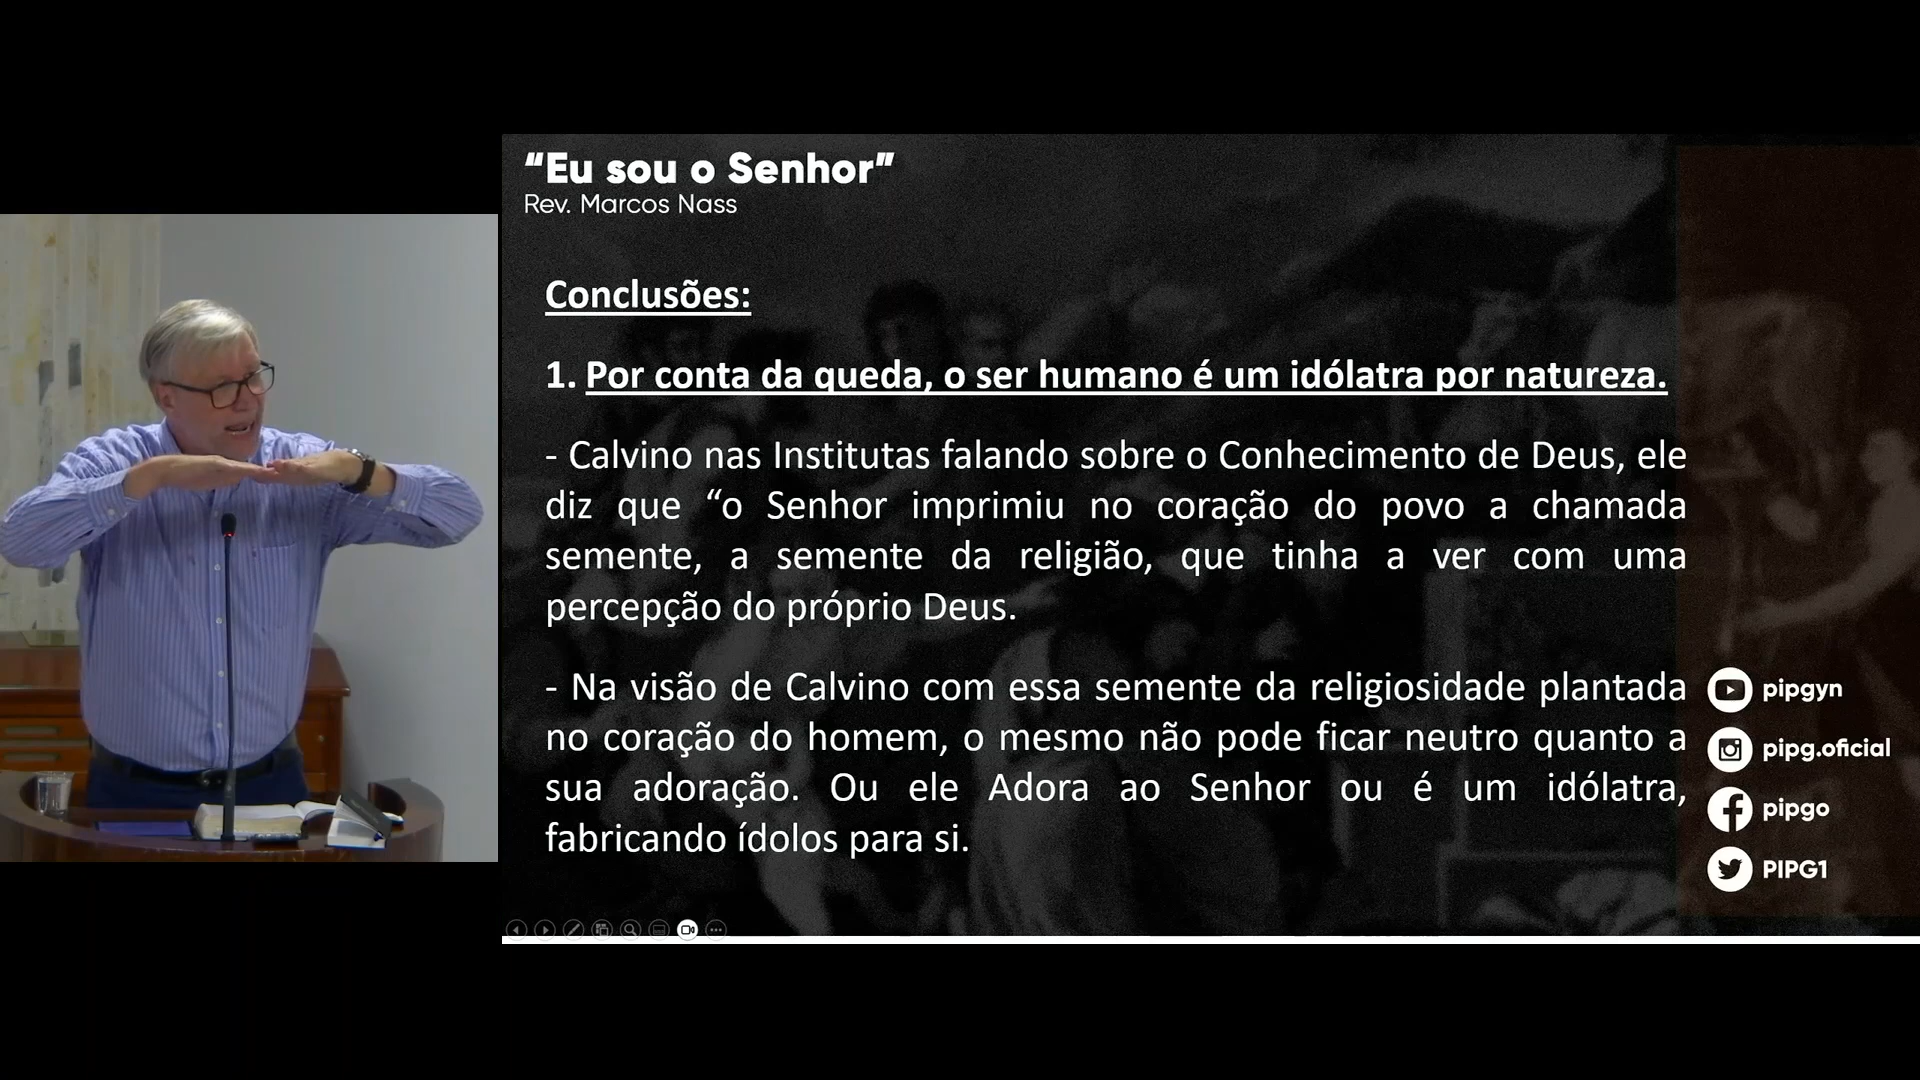 “Eu sou o Senhor”
Rev. Marcos Nass
Conclusões:
1. Por conta da queda, o ser humano é um idólatra por natureza.
- Calvino nas Institutas falando sobre o Conhecimento de Deus, ele
diz que “o Senhor imprimiu no coração do povo a chamada
semente, a semente da religião, que tinha a ver com uma
percepção do próprio Deus.
- Na visão de Calvino com essa semente da religiosidade plantada
no coração do homem, o mesmo não pode ficar neutro quanto a
sua adoração. Ou ele Adora ao Senhor ou é um idólatra,
fabricando ídolos para si.
pipgyn
pipg.oficial
pipgo
PIPG1